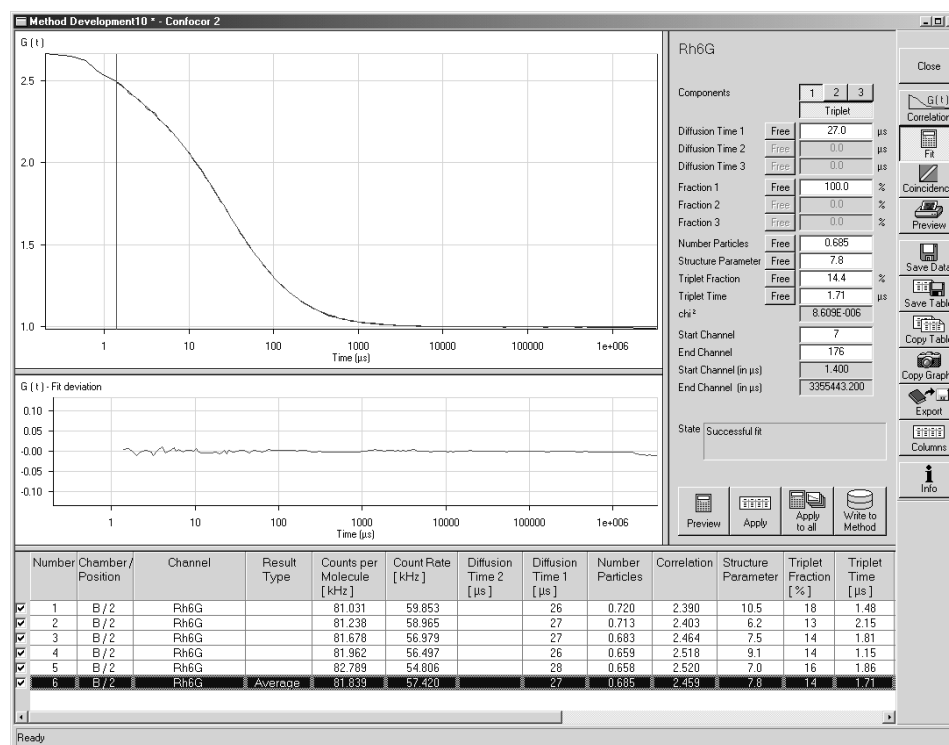 Method Development10 * - Confocor 2
G ( t )
2.5
2.0
1.5
1.0
1 10 100 1000 10000 100000 1e+006
Time (µs)
G ( t ) - Fit deviation
0.10
0.05
-0.00
-0.05
-0.10
1 10 100 1000 10000 100000 1e+006
Time (µs)
Rh6G
Components 1 2 3
Triplet
Diffusion Time 1 Free 27.0 µs
Diffusion Time 2 Free 0.0 µs
Diffusion Time 3 Free 0.0 µs
Fraction 1 Free 100.0 %
Fraction 2 Free 0.0 %
Fraction 3 Free 0.0 %
Number Particles Free 0.685
Structure Parameter Free 7.8
Triplet Fraction Free 14.4 %
Triplet Time Free 1.71 µs
chi² 8.609E-006
Start Channel 7
End Channel 176
Start Channel (in µs) 1.400
End Channel (in µs) 3355443.200
State Successful fit
Preview Apply Apply to all Write to Method
Close
G(t)
Correlation
Fit
Coincidenc
Preview
Save Data
Save Table
Copy Table
Copy Graph
Export
Columns
Info
Number Chamber / Position Channel Result Type Counts per Molecule [ kHz ] Count Rate [ kHz ] Diffusion Time 2 [ µs ] Diffusion Time 1 [ µs ] Number Particles Correlation Structure Parameter Triplet Fraction [ % ] Triplet Time [ µs ]
1 B / 2 Rh6G 81.031 59.853 26 0.720 2.390 10.5 18 1.48
2 B / 2 Rh6G 81.238 58.965 27 0.713 2.403 6.2 13 2.15
3 B / 2 Rh6G 81.678 56.979 27 0.683 2.464 7.5 14 1.81
4 B / 2 Rh6G 81.962 56.497 26 0.659 2.518 9.1 14 1.15
5 B / 2 Rh6G 82.789 54.806 28 0.658 2.520 7.0 16 1.86
6 B / 2 Rh6G Average 81.839 57.420 27 0.685 2.459 7.8 14 1.71
Ready